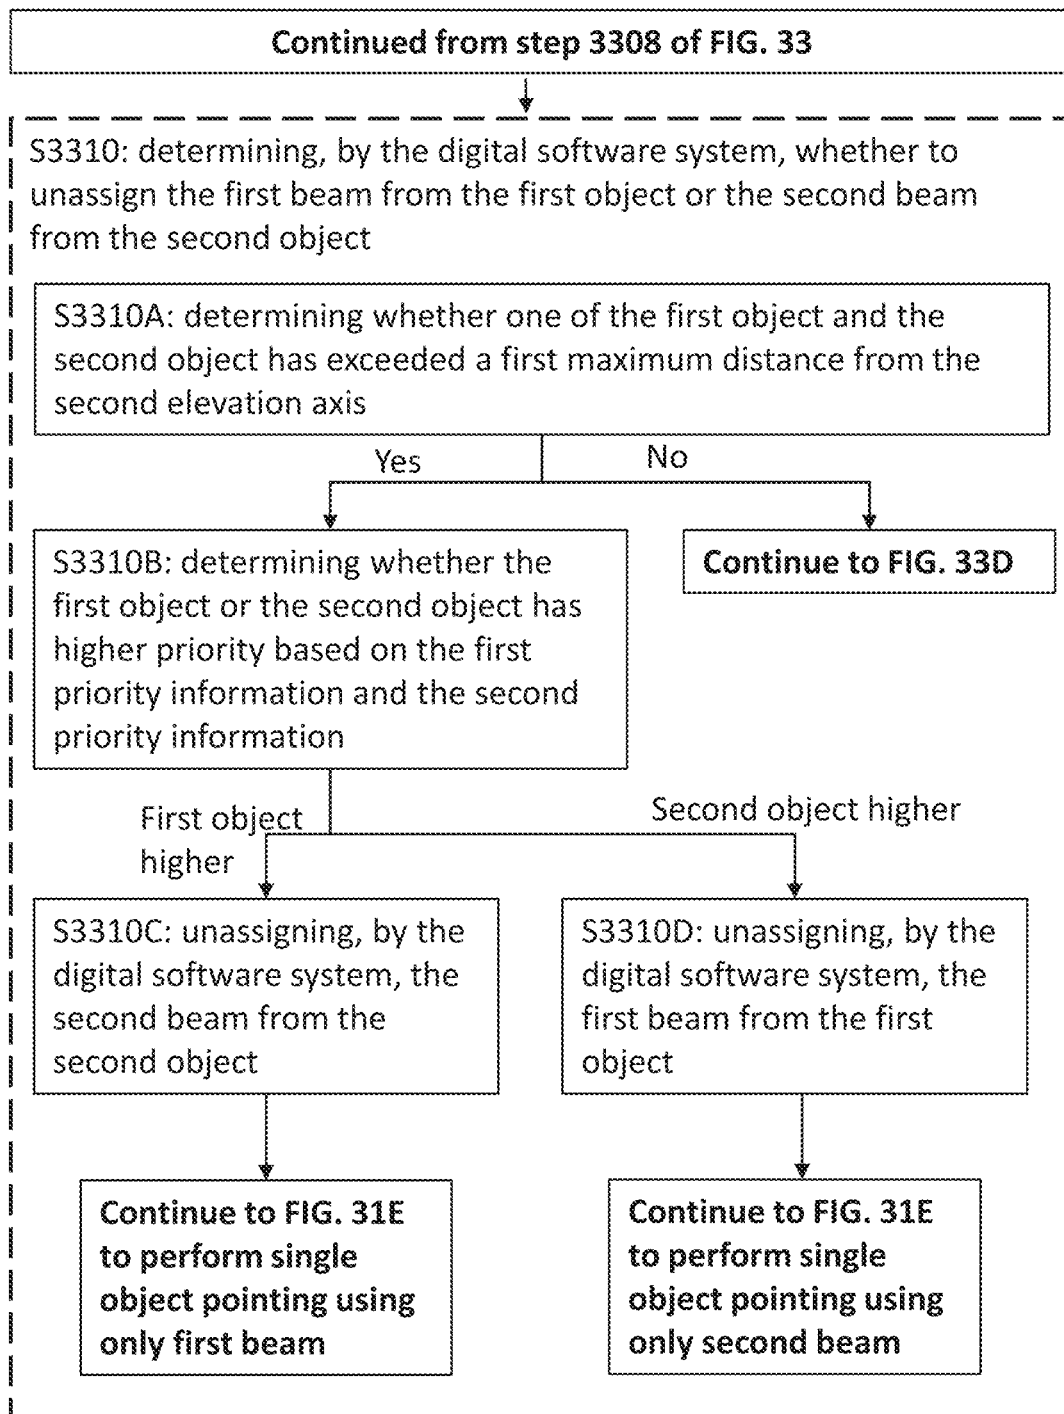 Continued from step 3308 of FIG. 33
S3310: determining, by the digital software system, whether to
unassign the first beam from the first object or the second beam
from the second object
S3310A: determining whether one of the first object and the
second object has exceeded a first maximum distance from the
second elevation axis
Yes
No
S3310B: determining whether the
first object or the second object has
higher priority based on the first
priority information and the second
priority information
Continue to FIG. 33D
First object
higher
Second object higher
S3310C: unassigning, by the
digital software system, the
second beam from the
second object
S3310D: unassigning, by the
digital software system, the
first beam from the first
object
Continue to FIG. 31E
to perform single
object pointing using
only first beam
Continue to FIG. 31E
to perform single
object pointing using
only second beam